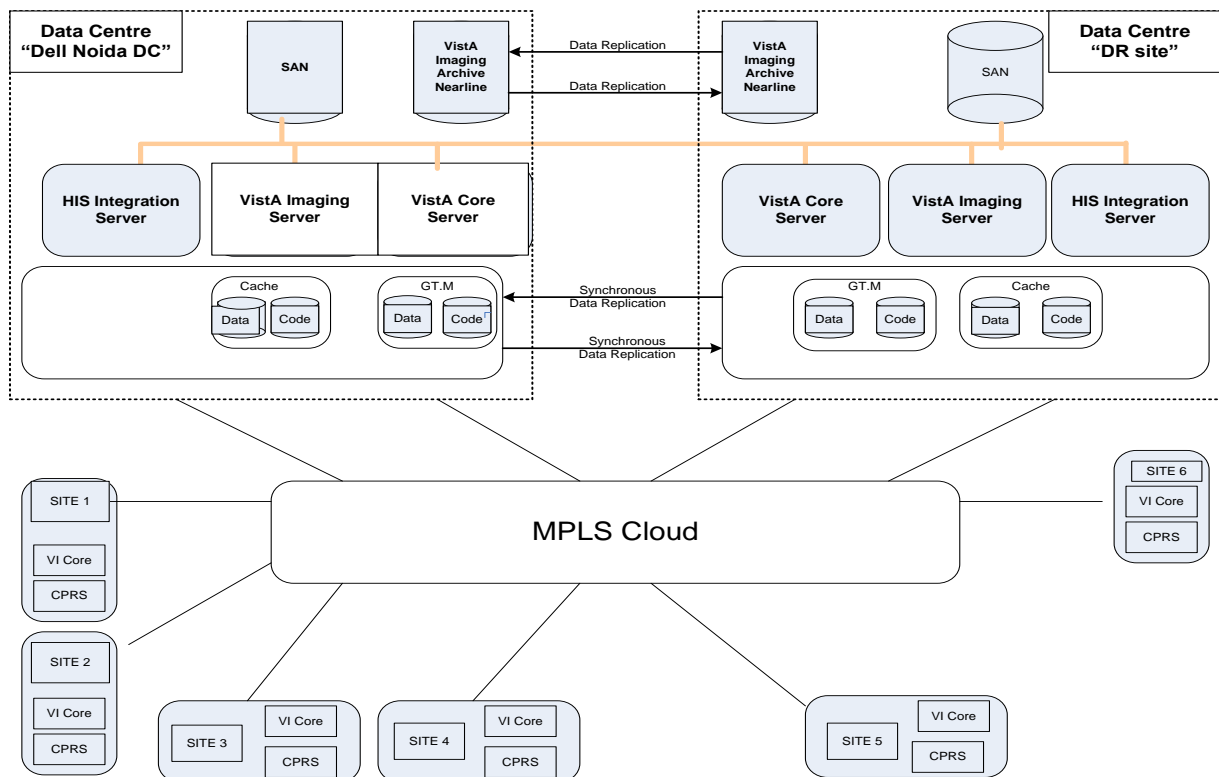 Data Centre
“Dell Noida DC”
SAN
VistA
Imaging
Archive
Nearline
Data Replication
Data Replication
VistA
Imaging
Archive
Nearline
SAN
Data Centre
“DR site”
HIS Integration
Server
VistA Imaging
Server
VistA Core
Server
VistA Core
Server
VistA Imaging
Server
HIS Integration
Server
Cache
Data
Code
GT.M
Data
Code
Synchronous
Data Replication
Synchronous
Data Replication
GT.M
Data
Code
Cache
Data
Code
MPLS Cloud
SITE 1
VI Core
CPRS
SITE 2
VI Core
CPRS
SITE 3
VI Core
CPRS
SITE 4
VI Core
CPRS
SITE 5
VI Core
CPRS
SITE 6
VI Core
CPRS